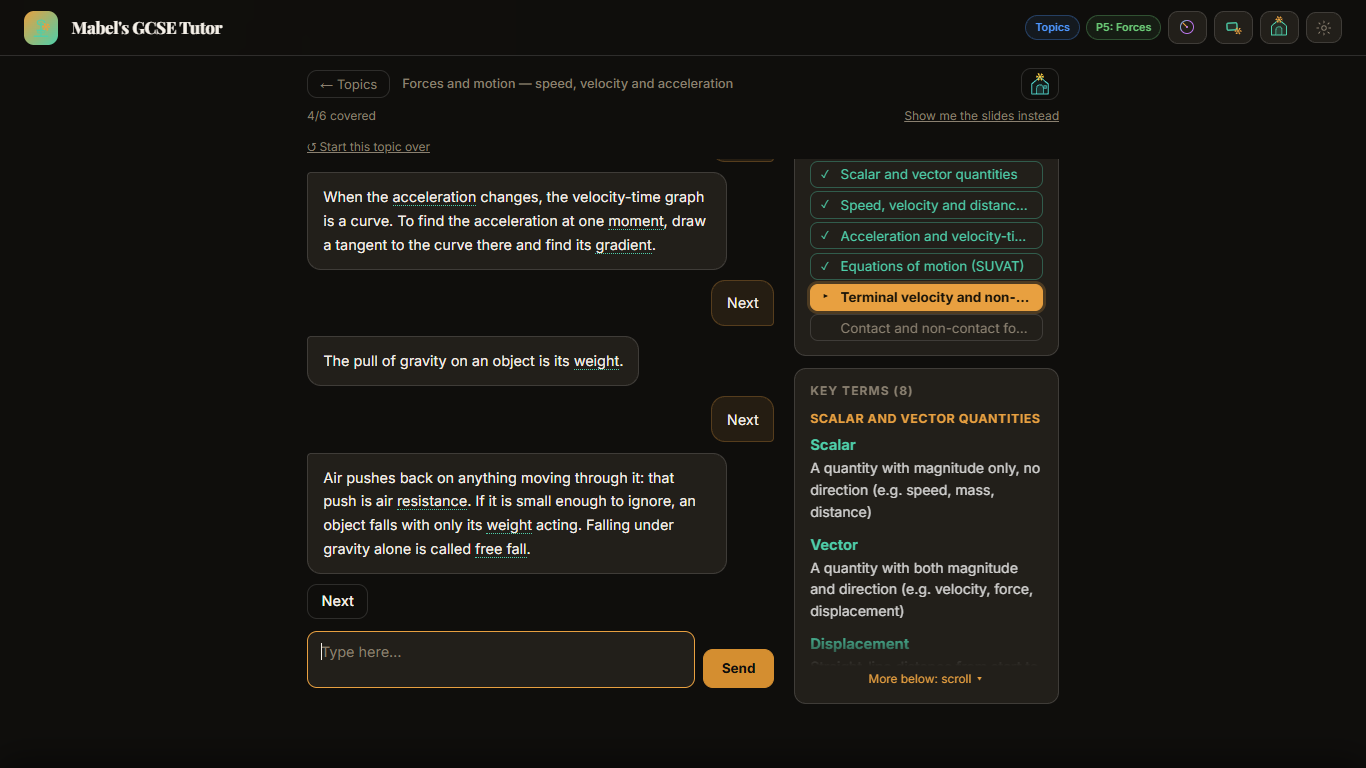 Mabel's GCSE Tutor
Topics
P5: Forces
← Topics
Forces and motion — speed, velocity and acceleration
4/6 covered
Show me the slides instead
↺ Start this topic over
When the acceleration changes, the velocity-time graph
is a curve. To find the acceleration at one moment, draw
a tangent to the curve there and find its gradient.
Next
The pull of gravity on an object is its weight.
Next
Air pushes back on anything moving through it: that
push is air resistance. If it is small enough to ignore, an
object falls with only its weight acting. Falling under
gravity alone is called free fall.
Next
Type here...
Send
✓ Scalar and vector quantities
✓ Speed, velocity and distanc...
✓ Acceleration and velocity-ti...
✓ Equations of motion (SUVAT)
▸ Terminal velocity and non-...
Contact and non-contact fo...
KEY TERMS (8)
SCALAR AND VECTOR QUANTITIES
Scalar
A quantity with magnitude only, no
direction (e.g. speed, mass,
distance)
Vector
A quantity with both magnitude
and direction (e.g. velocity, force,
displacement)
Displacement
More below: scroll ▾